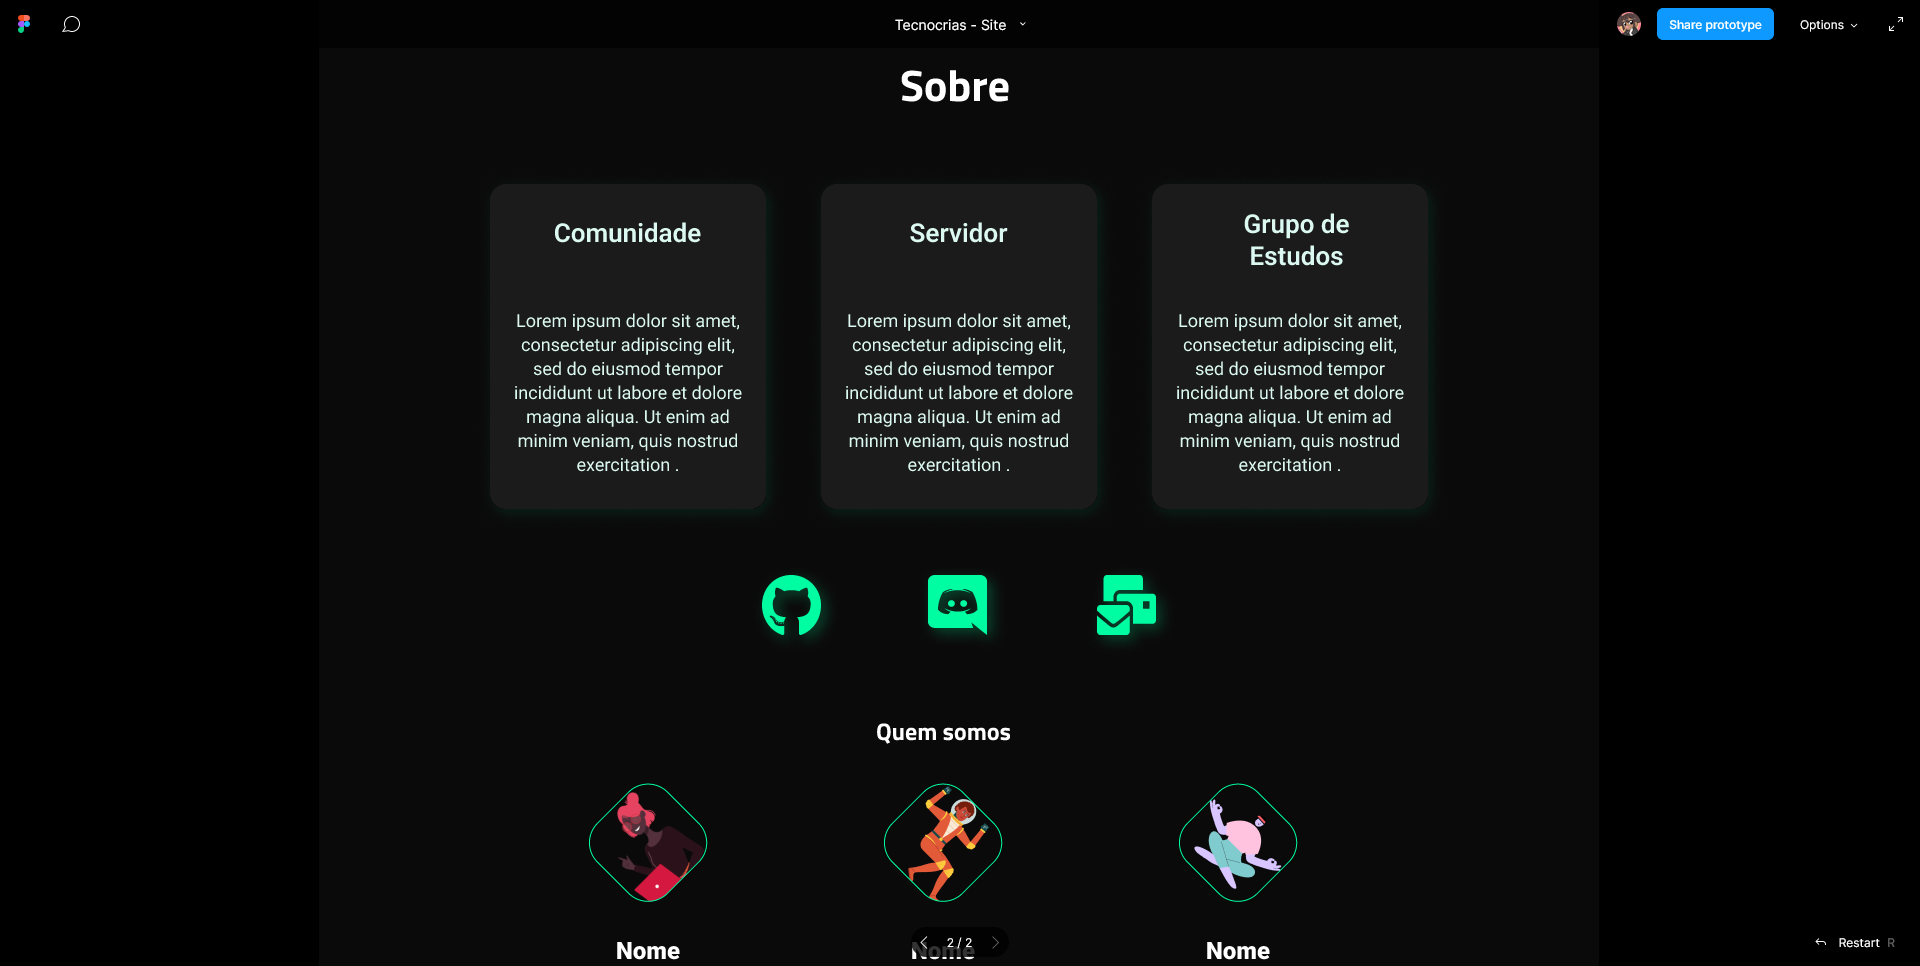 Tecnocrias - Site
Share prototype
Options
Sobre
Comunidade
Lorem ipsum dolor sit amet,
consectetur adipiscing elit,
sed do eiusmod tempor
incididunt ut labore et dolore
magna aliqua. Ut enim ad
minim veniam, quis nostrud
exercitation .
Servidor
Lorem ipsum dolor sit amet,
consectetur adipiscing elit,
sed do eiusmod tempor
incididunt ut labore et dolore
magna aliqua. Ut enim ad
minim veniam, quis nostrud
exercitation .
Grupo de
Estudos
Lorem ipsum dolor sit amet,
consectetur adipiscing elit,
sed do eiusmod tempor
incididunt ut labore et dolore
magna aliqua. Ut enim ad
minim veniam, quis nostrud
exercitation .
Quem somos
Nome
Nome
Nome
2 / 2
Restart R